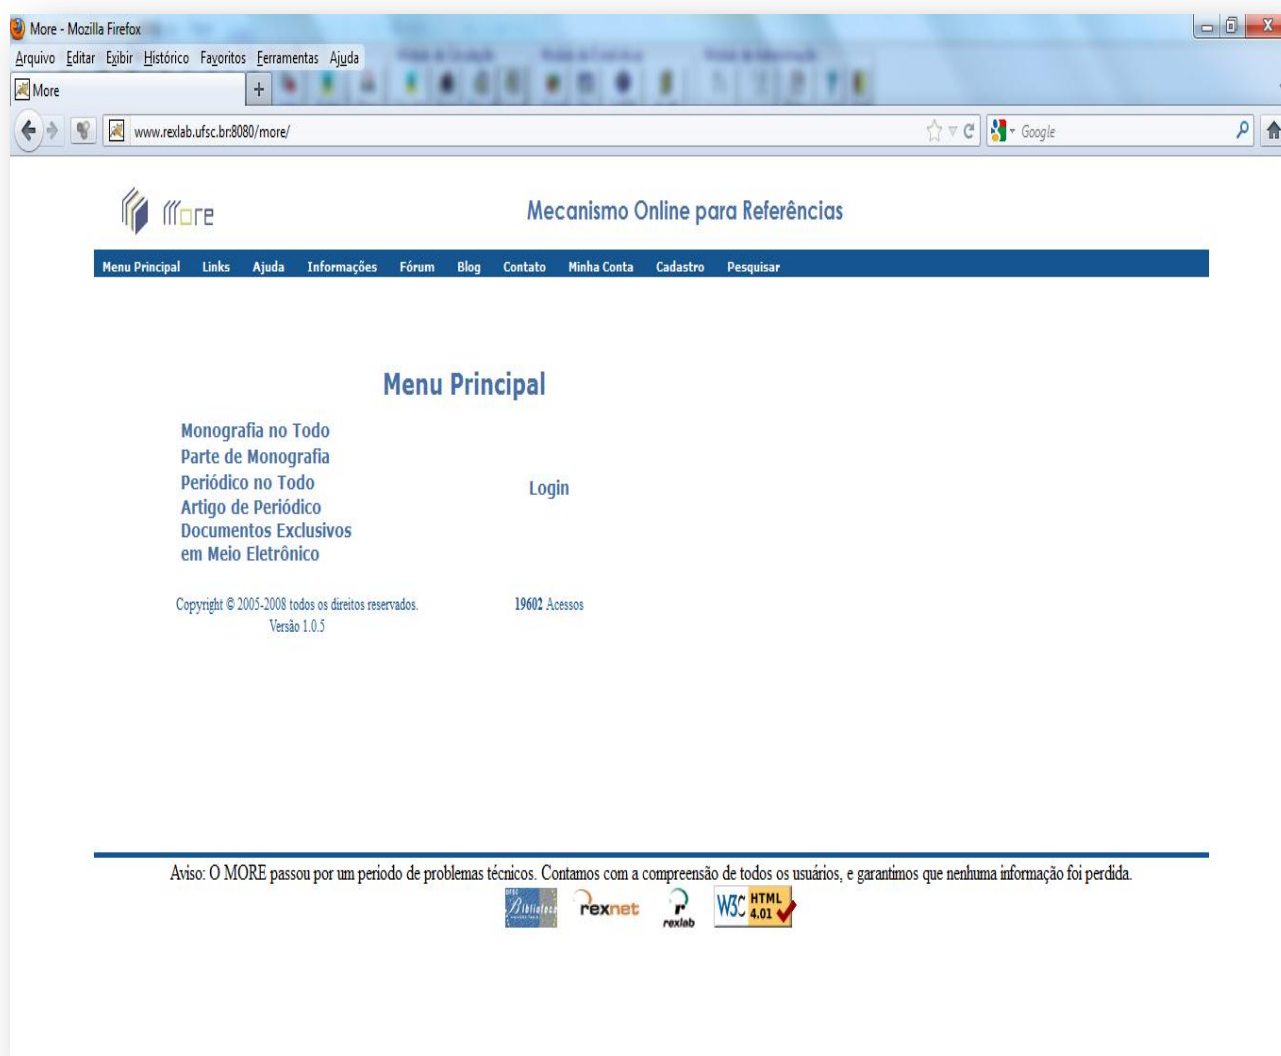 More - Mozilla Firefox
Arquivo Editar Exibir Histórico Favoritos Ferramentas Ajuda
More
www.rexlab.ufsc.br:8080/more/
Google
More
Mecanismo Online para Referências
Menu Principal Links Ajuda Informações Fórum Blog Contato Minha Conta Cadastro Pesquisar
Menu Principal
Monografia no Todo
Parte de Monografia
Periódico no Todo
Artigo de Periódico
Documentos Exclusivos
em Meio Eletrônico
Login
Copyright © 2005-2008 todos os direitos reservados.
Versão 1.0.5
19602 Acessos
Aviso: O MORE passou por um periodo de problemas técnicos. Contamos com a compreensão de todos os usuários, e garantimos que nenhuma informação foi perdida.
Biblioteca
rexnet
rexlab
W3C HTML 4.01